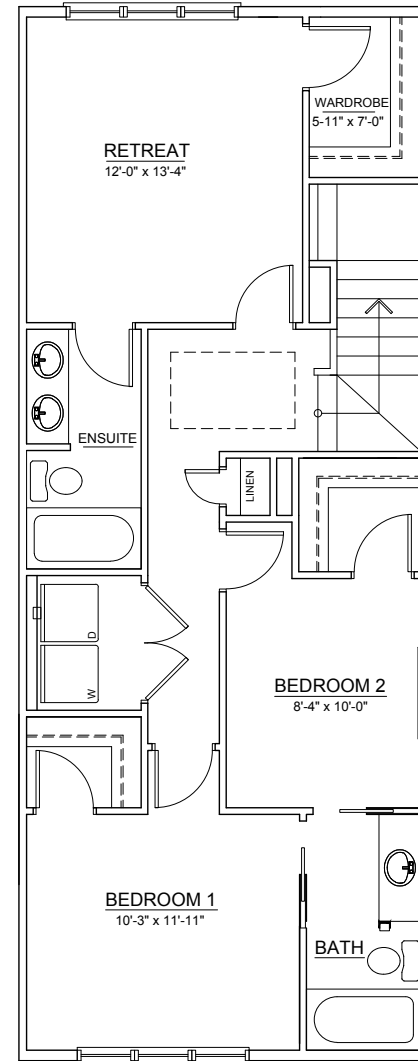 WARDROBE
5'-11" x 7'-0"
RETREAT
12'-0" x 13'-4"
ENSUITE
LINEN
D
W
BEDROOM 2
8'-4" x 10'-0"
BEDROOM 1
10'-3" x 11'-11"
BATH